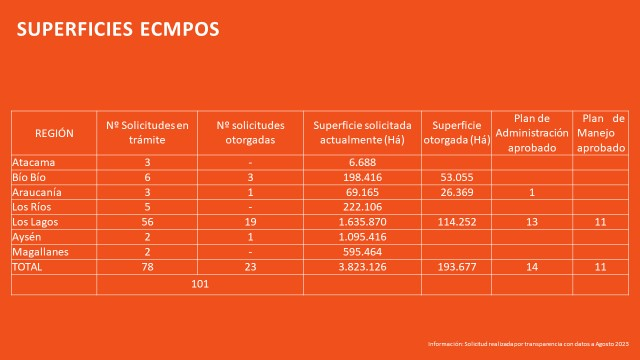 SUPERFICIES ECMPOS
REGIÓN
Nº Solicitudes en trámite
Nº solicitudes otorgadas
Superficie solicitada actualmente (Há)
Superficie otorgada (Há)
Plan de Administración aprobado
Plan de Manejo aprobado
Atacama 3 - 6.688
Bío Bío 6 3 198.416 53.055
Araucanía 3 1 69.165 26.369 1
Los Ríos 5 - 222.106
Los Lagos 56 19 1.635.870 114.252 13 11
Aysén 2 1 1.095.416
Magallanes 2 - 595.464
TOTAL 78 23 3.823.126 193.677 14 11
101
Información: Solicitud realizada por transparencia con datos a Agosto 2023